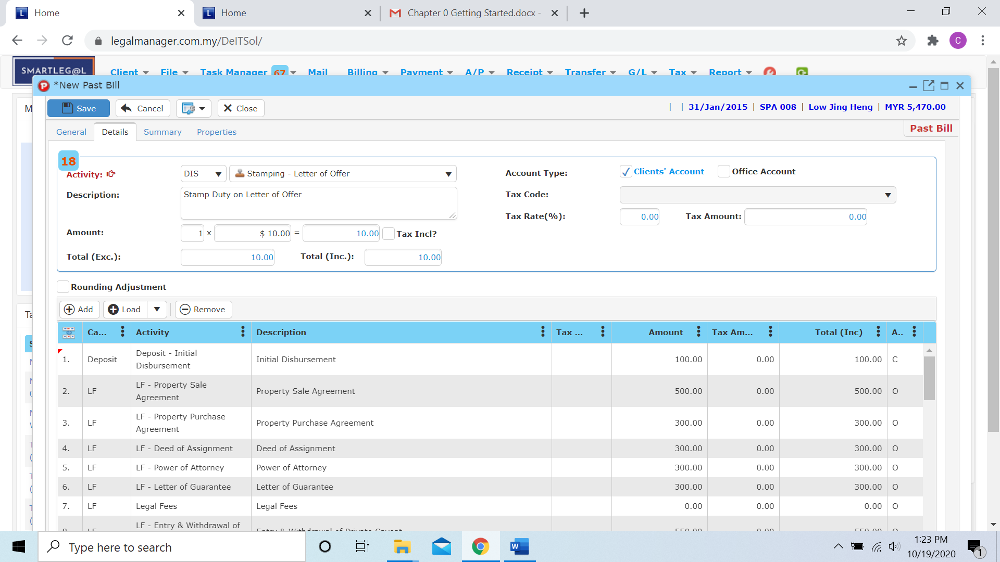 Home
Home
Chapter 0 Getting Started.docx -
legalmanager.com.my/DeITSol/
C
SMARTLEG@L
Client File Task Manager 67 Mail Billing Payment A/P Receipt Transfer G/L Tax Report
*New Past Bill
Save Cancel Close
| | 31/Jan/2015 | SPA 008 | Low Jing Heng | MYR 5,470.00
General Details Summary Properties
Past Bill
18
Activity: DIS Stamping - Letter of Offer
Account Type: Clients' Account Office Account
Description: Stamp Duty on Letter of Offer
Tax Code:
Tax Rate(%): 0.00 Tax Amount: 0.00
Amount: 1 x $ 10.00 = 10.00 Tax Incl?
Total (Exc.): 10.00 Total (Inc.): 10.00
Rounding Adjustment
Add Load Remove
Ca... Activity Description Tax ... Amount Tax Am... Total (Inc) A..
1. Deposit Deposit - Initial Disbursement Initial Disbursement 100.00 0.00 100.00 C
2. LF LF - Property Sale Agreement Property Sale Agreement 500.00 0.00 500.00 O
3. LF LF - Property Purchase Agreement Property Purchase Agreement 300.00 0.00 300.00 O
4. LF LF - Deed of Assignment Deed of Assignment 300.00 0.00 300.00 O
5. LF LF - Power of Attorney Power of Attorney 300.00 0.00 300.00 O
6. LF LF - Letter of Guarantee Letter of Guarantee 300.00 0.00 300.00 O
7. LF Legal Fees Legal Fees 0.00 0.00 0.00 O
LF - Entry & Withdrawal of
Type here to search
1:23 PM
10/19/2020
1